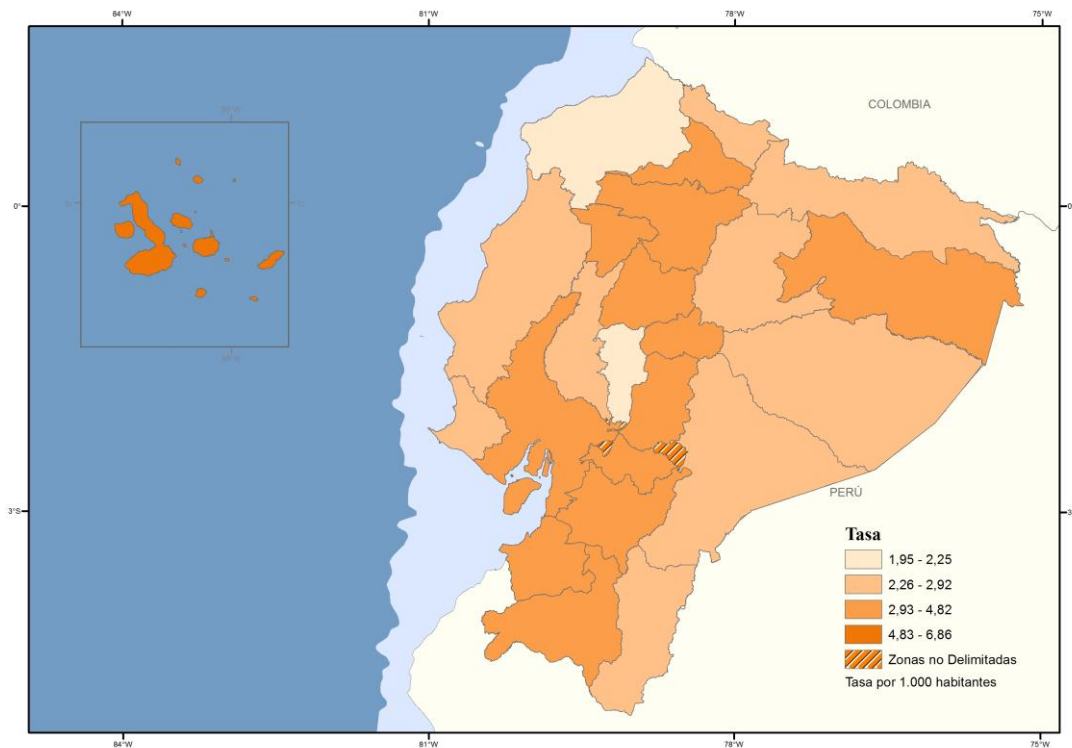 84°W
81°W
78°W
75°W
COLOMBIA
0°
0°
3°S
PERÚ
Tasa
1,95 - 2,25
2,26 - 2,92
2,93 - 4,82
4,83 - 6,86
Zonas no Delimitadas
Tasa por 1.000 habitantes
84°W
81°W
78°W
75°W